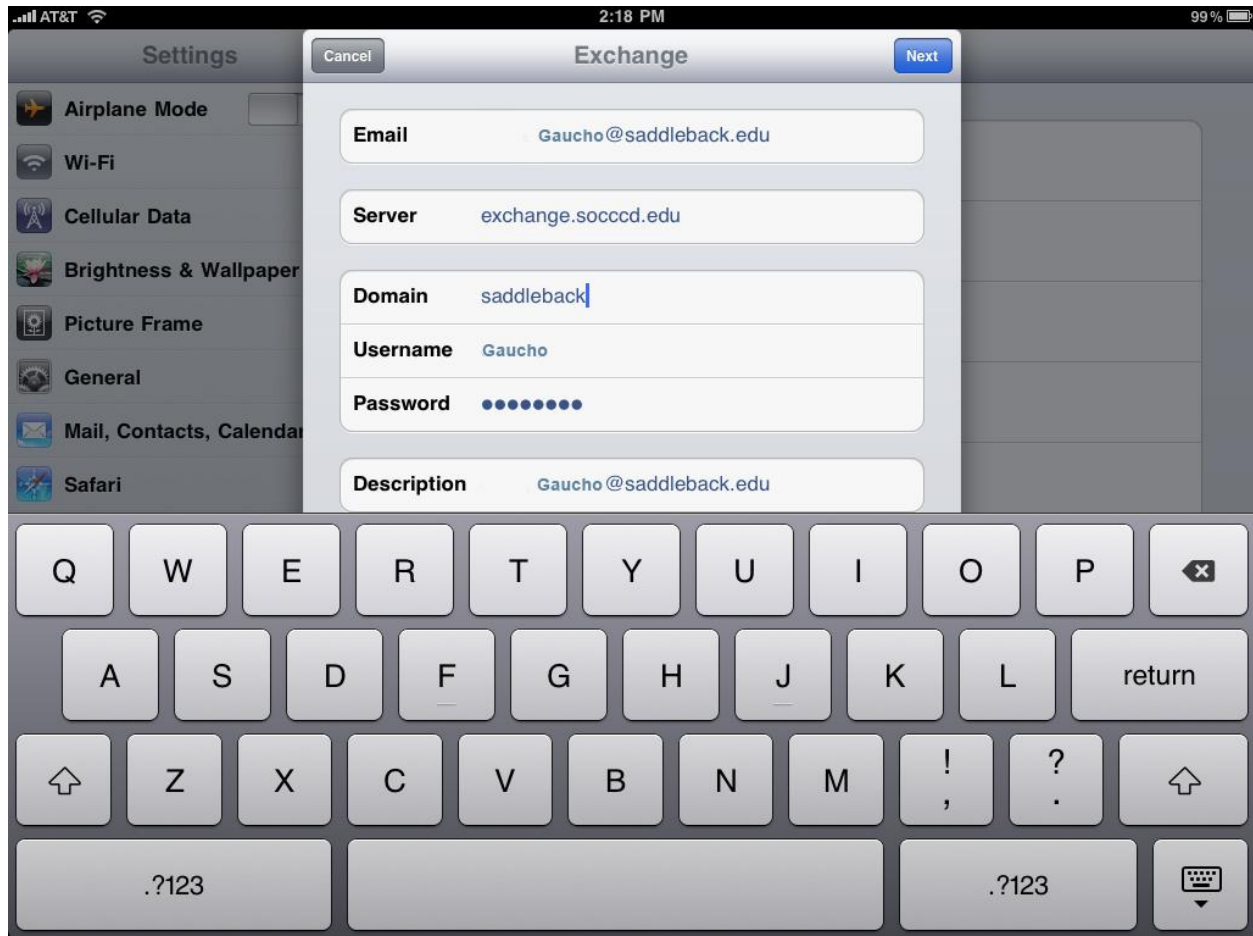 AT&T 2:18 PM 99%
Settings Cancel Exchange Next
Airplane Mode
Wi-Fi
Cellular Data
Brightness & Wallpaper
Picture Frame
General
Mail, Contacts, Calendar
Safari
Email Gaucho@saddleback.edu
Server exchange.socccd.edu
Domain saddleback
Username Gaucho
Password ●●●●●●●●
Description Gaucho@saddleback.edu
Q W E R T Y U I O P
A S D F G H J K L return
Z X C V B N M ! , ? .
.?123 .?123